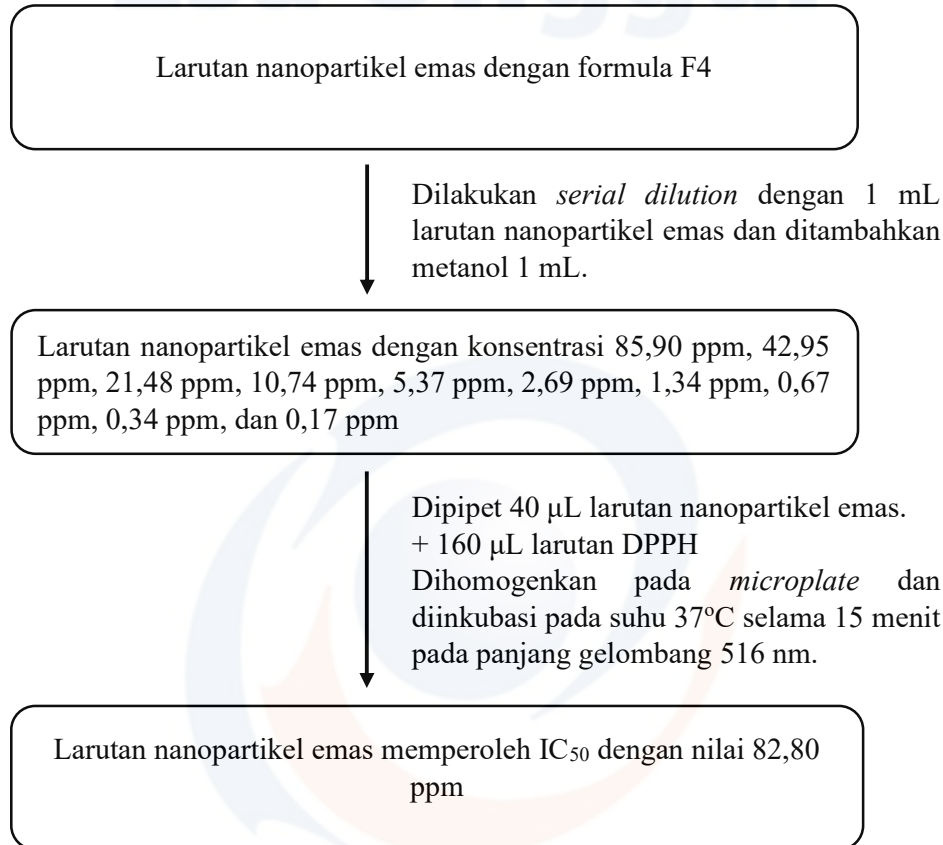 Larutan nanopartikel emas dengan formula F4
Dilakukan serial dilution dengan 1 mL
larutan nanopartikel emas dan ditambahkan
metanol 1 mL.
Larutan nanopartikel emas dengan konsentrasi 85,90 ppm, 42,95
ppm, 21,48 ppm, 10,74 ppm, 5,37 ppm, 2,69 ppm, 1,34 ppm, 0,67
ppm, 0,34 ppm, dan 0,17 ppm
Dipipet 40 µL larutan nanopartikel emas.
+ 160 µL larutan DPPH
Dihomogenkan pada microplate dan
diinkubasi pada suhu 37ºC selama 15 menit
pada panjang gelombang 516 nm.
Larutan nanopartikel emas memperoleh IC₅₀ dengan nilai 82,80
ppm